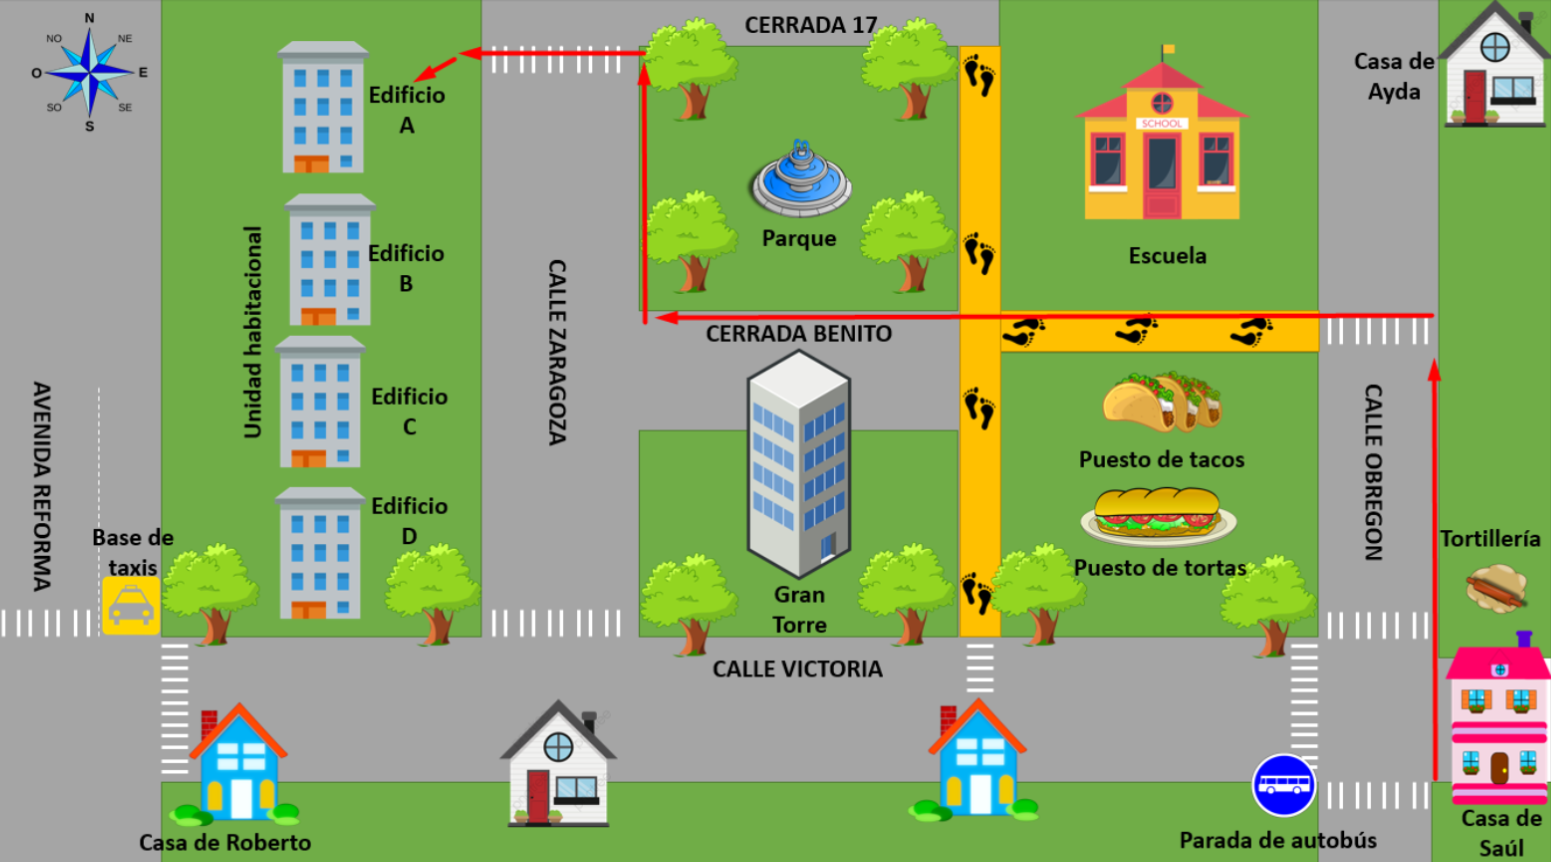 N
NO
NE
O
E
SO
SE
S
CERRADA 17
Edificio
A
SCHOOL
Casa de
Ayda
Parque
Escuela
Edificio
B
Unidad habitacional
CALLE ZARAGOZA
CERRADA BENITO
Edificio
C
AVENIDA REFORMA
CALLE OBREGON
Puesto de tacos
Edificio
D
Base de
taxis
Tortillería
Puesto de tortas
Gran
Torre
CALLE VICTORIA
Casa de Roberto
Parada de autobús
Casa de
Saúl